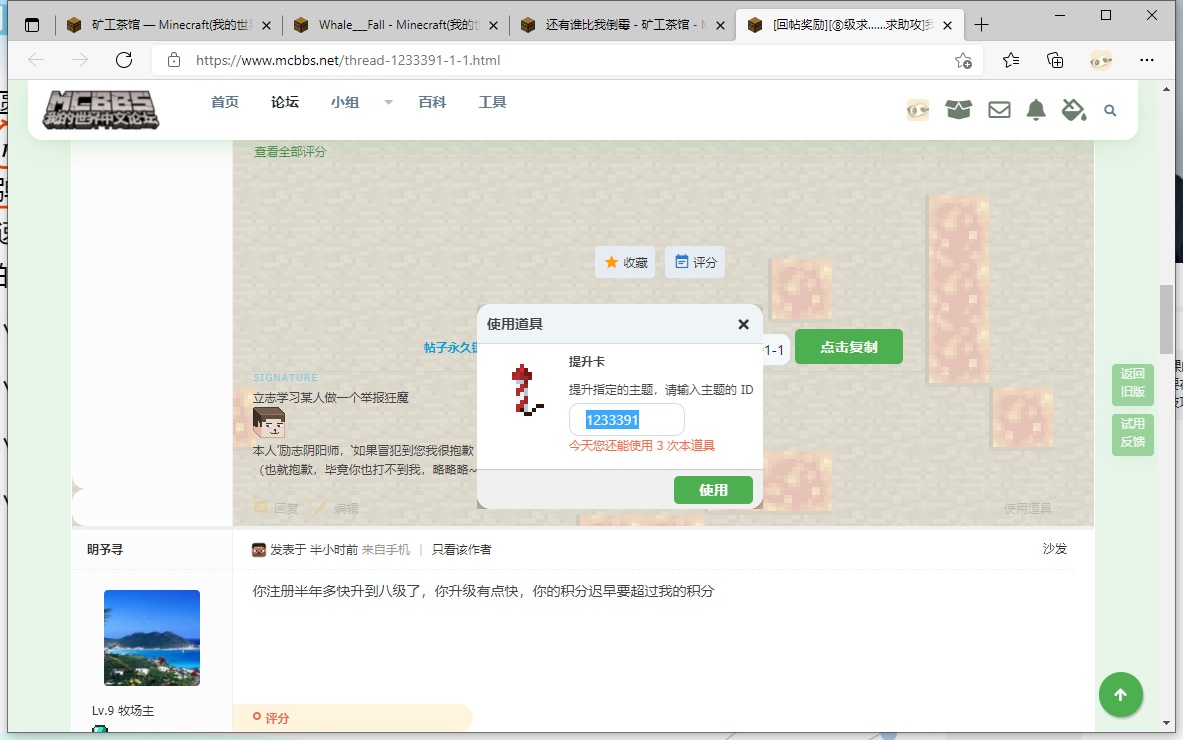 矿工茶馆 — Minecraft(我的世
Whale___Fall - Minecraft(我的世
还有谁比我倒霉 - 矿工茶馆 -
[回帖奖励][⑧级求……求助攻]我
https://www.mcbbs.net/thread-1233391-1-1.html
MCBBS
我的世界中文论坛
首页
论坛
小组
百科
工具
查看全部评分
收藏
评分
使用道具
帖子永久链
1-1
点击复制
提升卡
提升指定的主题，请输入主题的 ID
1233391
今天您还能使用 3 次本道具
使用
SIGNATURE
立志学习某人做一个举报狂魔
本人‘励志阴阳师，’如果冒犯到您我很抱歉
（也就抱歉，毕竟你也打不到我，略略略~
回复
编辑
使用道具
返回
旧版
试用
反馈
明予寻
发表于 半小时前 来自手机 | 只看该作者
沙发
你注册半年多快升到八级了，你升级有点快，你的积分迟早要超过我的积分
Lv.9 牧场主
评分